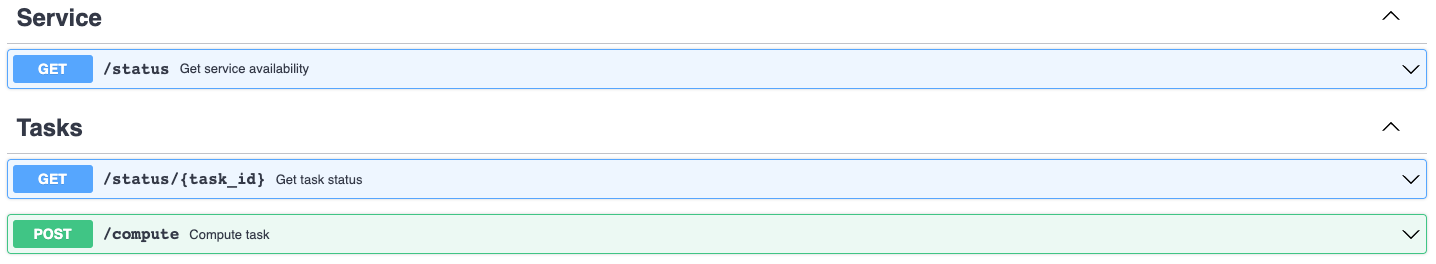 Service
GET /status Get service availability
Tasks
GET /status/{task_id} Get task status
POST /compute Compute task